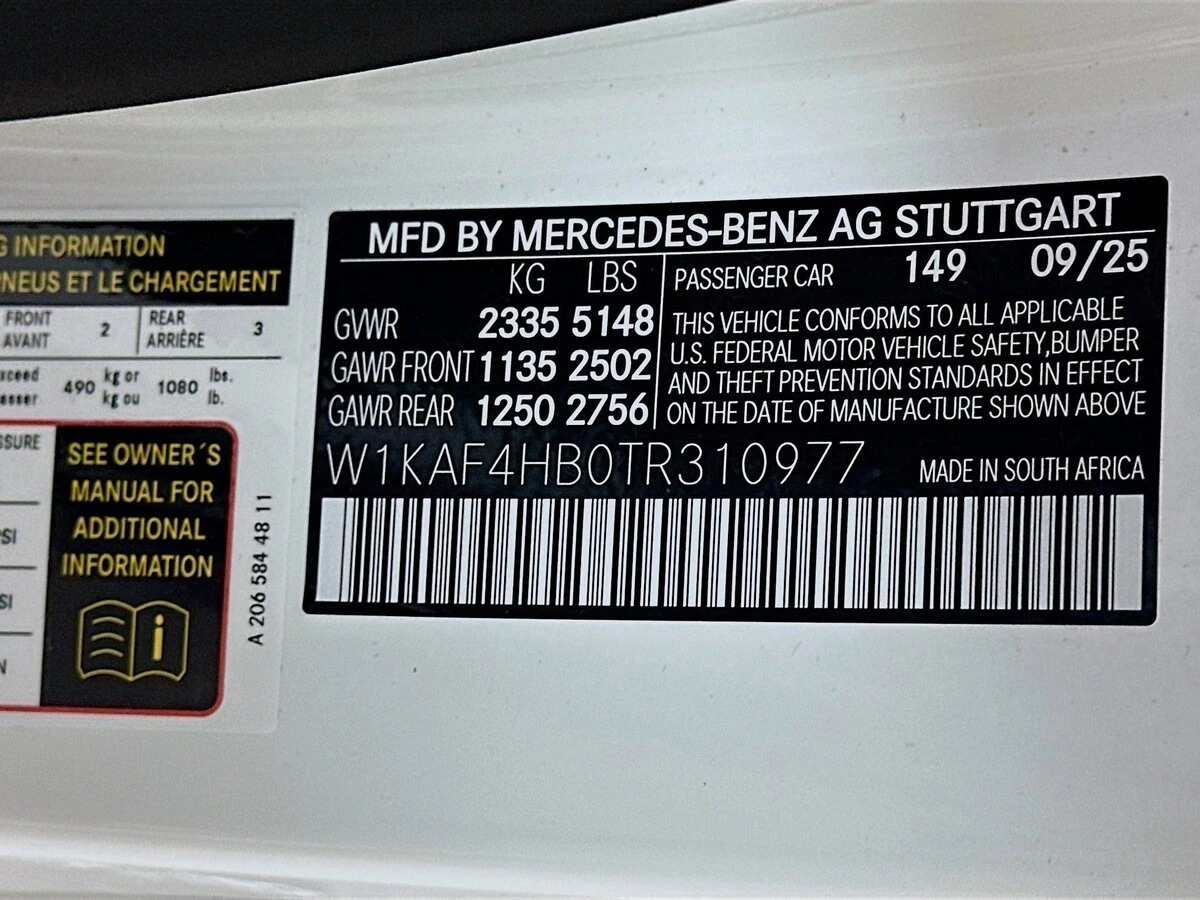 G INFORMATION
PNEUS ET LE CHARGEMENT
FRONT 2 REAR 3
AVANT ARRIÈRE
xceed 490 kg or 1080 lbs.
kg ou lb.
SSURE
SEE OWNER´S
MANUAL FOR
ADDITIONAL
INFORMATION
i
PSI
SI
N
A 206 584 48 11
MFD BY MERCEDES-BENZ AG STUTTGART
KG LBS
GVWR 2335 5148
GAWR FRONT 1135 2502
GAWR REAR 1250 2756
PASSENGER CAR 149 09/25
THIS VEHICLE CONFORMS TO ALL APPLICABLE
U.S. FEDERAL MOTOR VEHICLE SAFETY,BUMPER
AND THEFT PREVENTION STANDARDS IN EFFECT
ON THE DATE OF MANUFACTURE SHOWN ABOVE
W1KAF4HB0TR310977 MADE IN SOUTH AFRICA